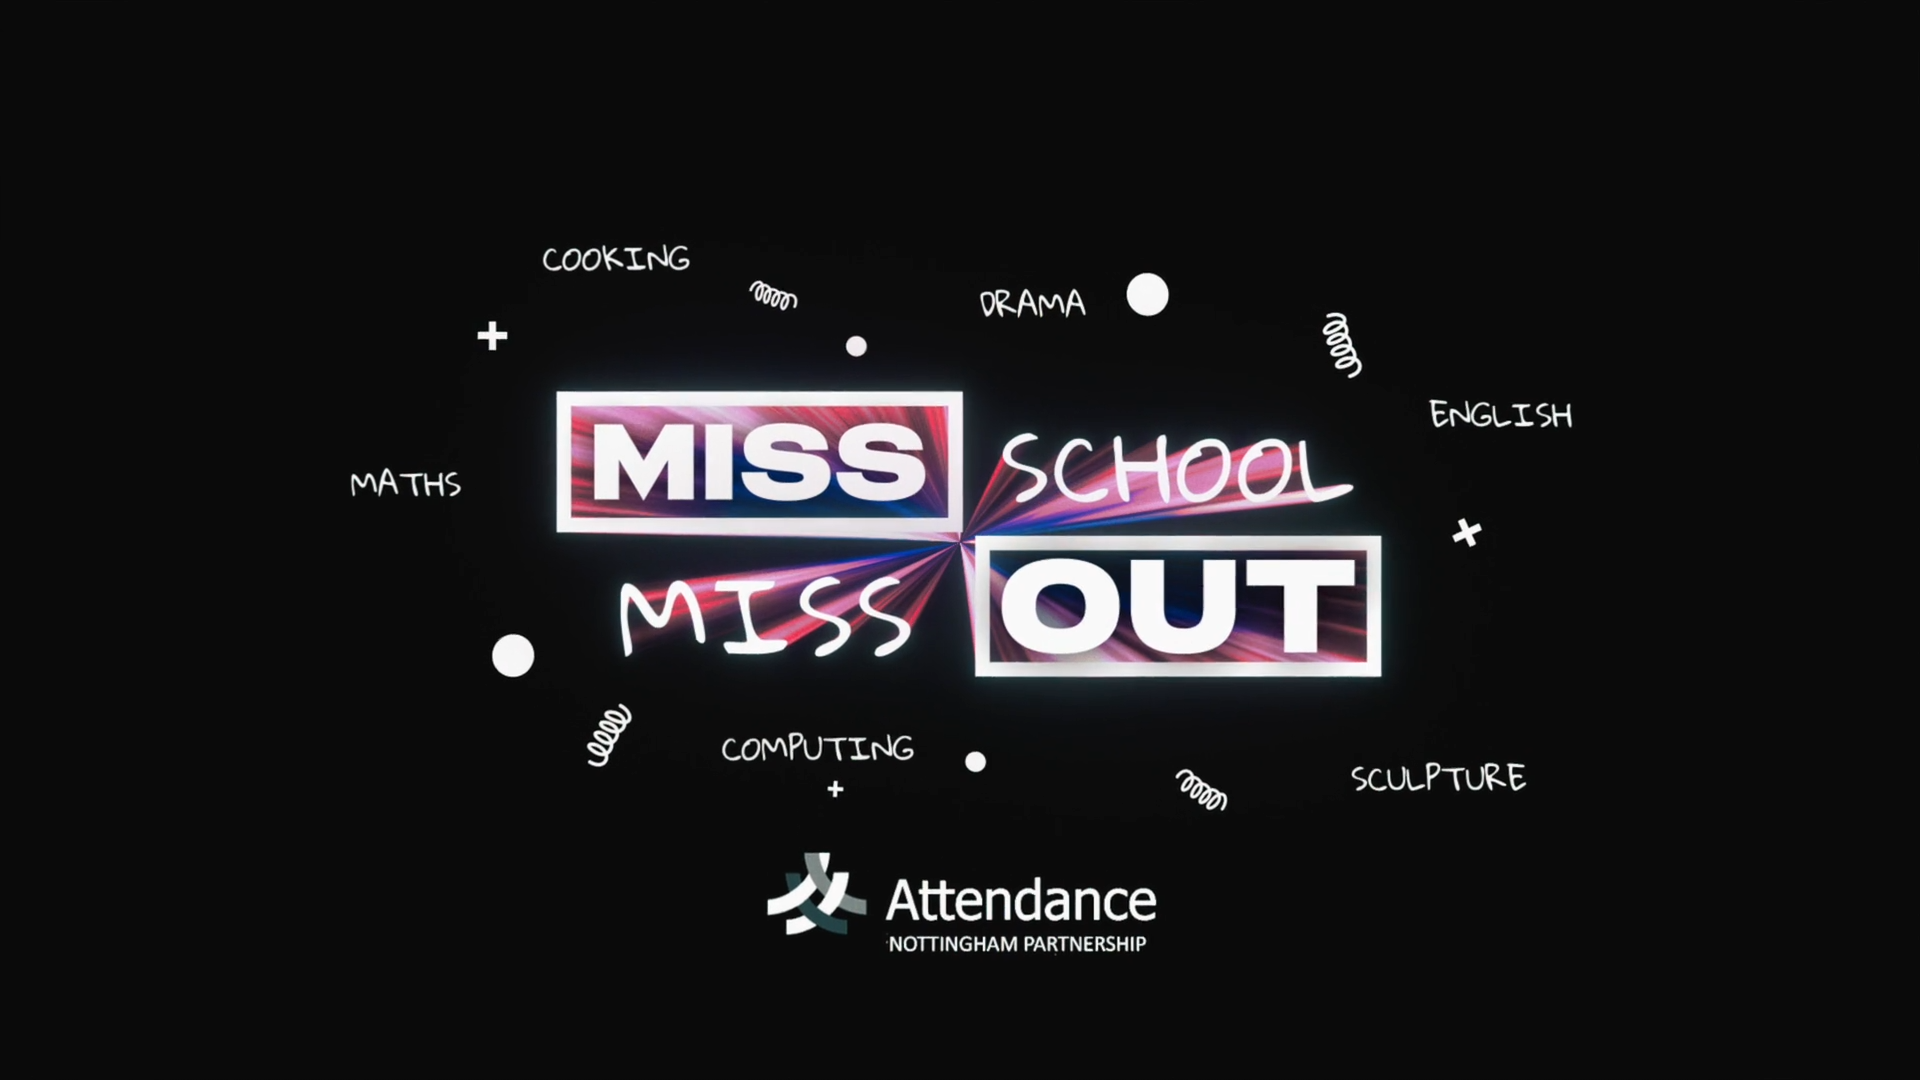 COOKING
DRAMA
ENGLISH
MATHS
MISS SCHOOL
MISS OUT
COMPUTING
SCULPTURE
Attendance
NOTTINGHAM PARTNERSHIP